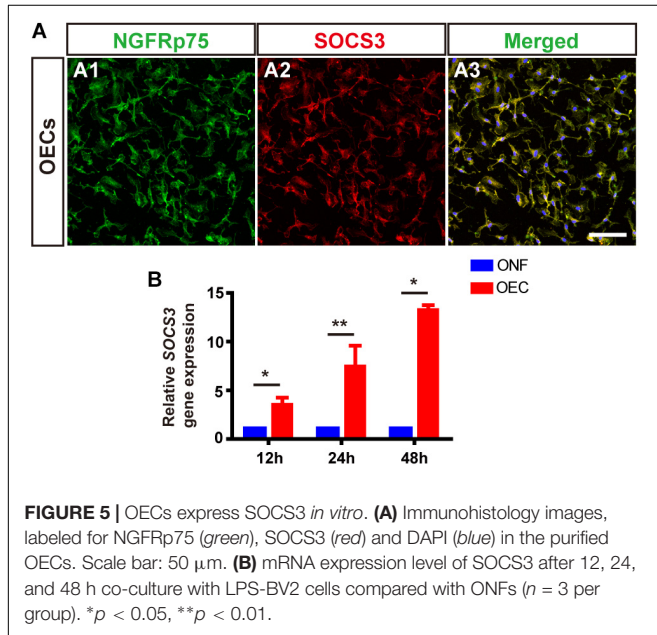 A
NGFRp75 SOCS3 Merged
OECs
A1 A2 A3
B
ONF
OEC
Relative SOCS3
gene expression
15
10
5
0
* ** *
12h 24h 48h
FIGURE 5 | OECs express SOCS3 in vitro. (A) Immunohistology images,
labeled for NGFRp75 (green), SOCS3 (red) and DAPI (blue) in the purified
OECs. Scale bar: 50 μm. (B) mRNA expression level of SOCS3 after 12, 24,
and 48 h co-culture with LPS-BV2 cells compared with ONFs (n = 3 per
group). *p < 0.05, **p < 0.01.